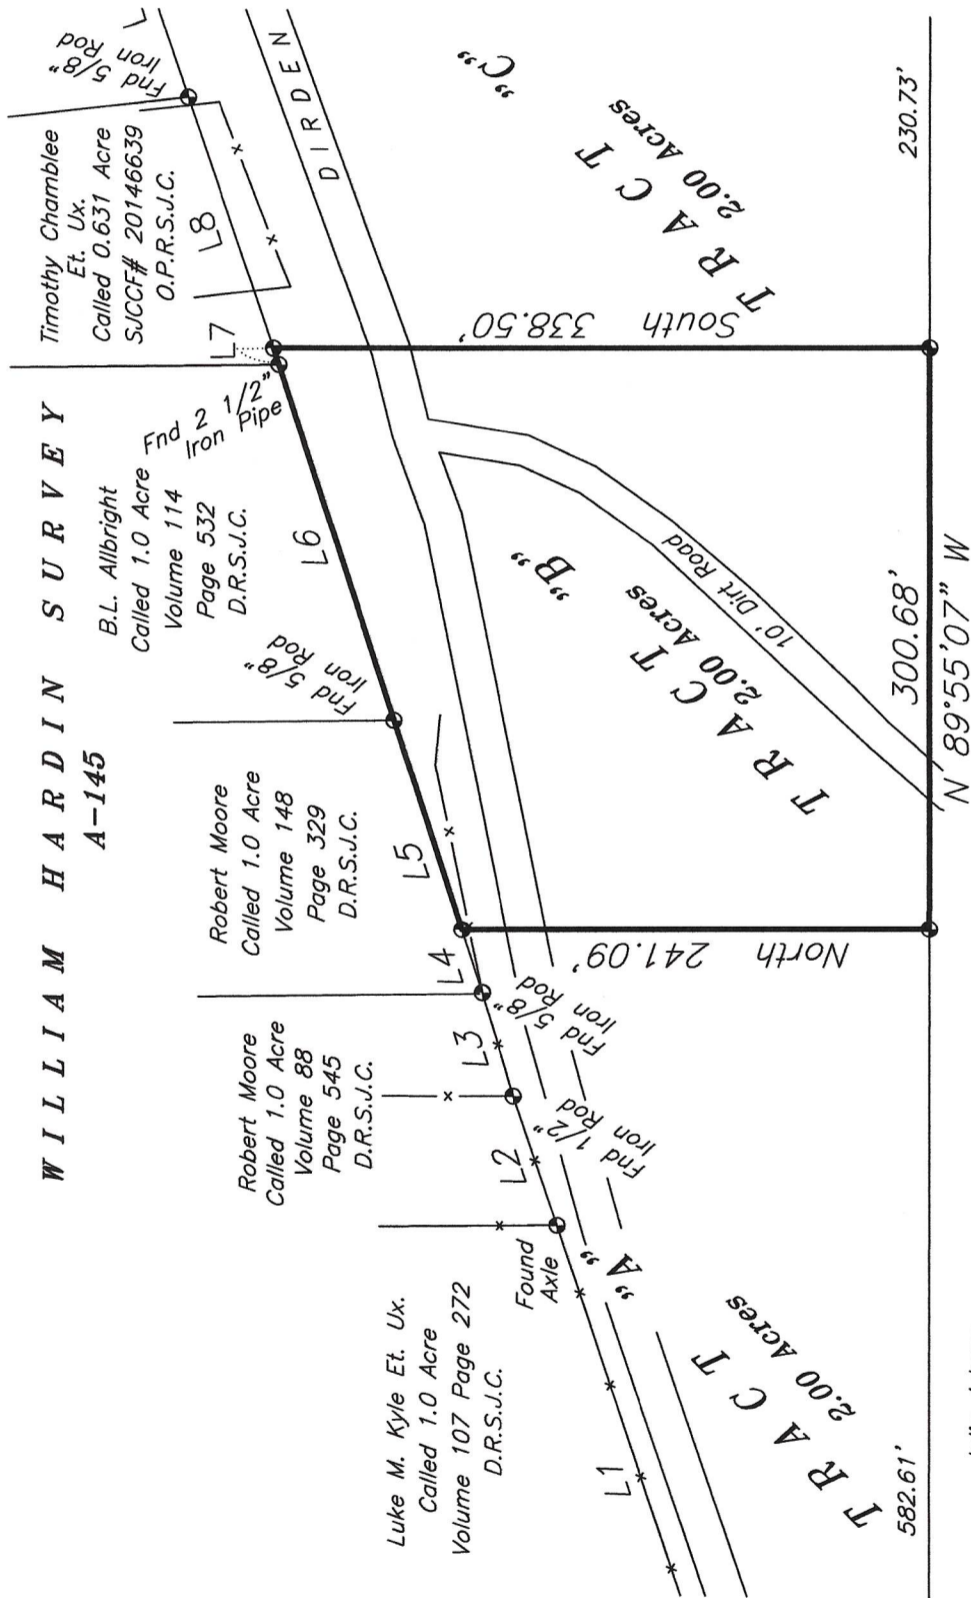 WILLIAM HARDIN SURVEY
A-145
Luke M. Kyle Et. Ux.
Called 1.0 Acre
Volume 107 Page 272
D.R.S.J.C.
Robert Moore
Called 1.0 Acre
Volume 88
Page 545
D.R.S.J.C.
Robert Moore
Called 1.0 Acre
Volume 148
Page 329
D.R.S.J.C.
B.L. Allbright
Called 1.0 Acre
Volume 114
Page 532
D.R.S.J.C.
Timothy Chamblee
Et. Ux.
Called 0.631 Acre
SJCCF# 20146639
O.P.R.S.J.C.
Fnd 5/8"
Iron Rod
Fnd 2 1/2"
Iron Pipe
Fnd 5/8"
Iron Rod
Fnd 5/8"
Iron Rod
Fnd 1/2"
Iron Rod
Found
Axle
L1
L2
L3
L4
L5
L6
L7
L8
DIRDEN
TRACT "A"
2.00 Acres
TRACT "B"
2.00 Acres
TRACT "C"
2.00 Acres
10' Dirt Road
North 241.09'
South 338.50'
582.61'
300.68'
N 89°55'07" W
230.73'